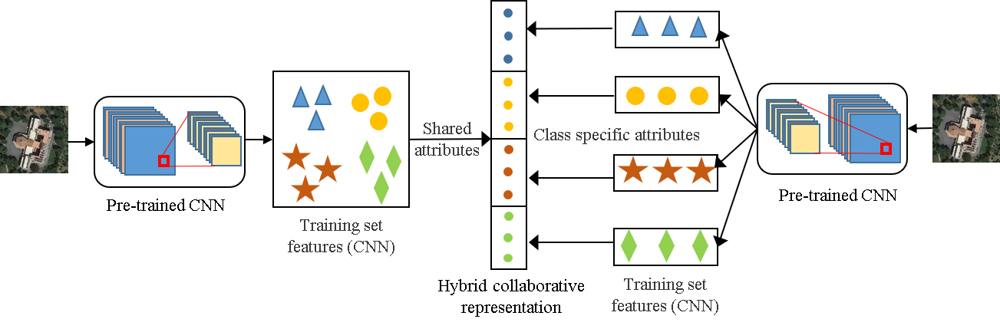 Pre-trained CNN
Training set
features (CNN)
Shared
attributes
Hybrid collaborative
representation
Class specific attributes
Training set
features (CNN)
Pre-trained CNN